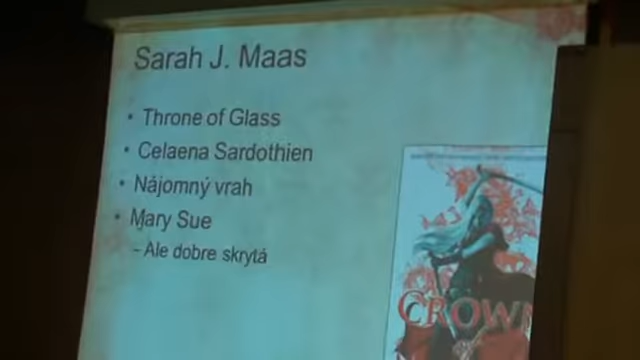 Sarah J. Maas
• Throne of Glass
• Celaena Sardothien
• Nájomný vrah
• Mary Sue
– Ale dobre skrytá
CROWN